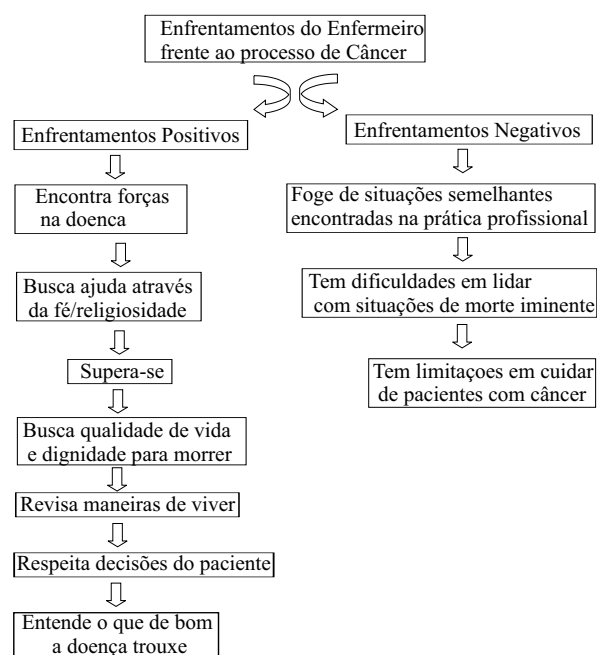 Enfrentamentos do Enfermeiro
frente ao processo de Câncer
Enfrentamentos Positivos
Encontra forças
na doenca
Busca ajuda através
da fé/religiosidade
Supera-se
Busca qualidade de vida
e dignidade para morrer
Revisa maneiras de viver
Respeita decisões do paciente
Entende o que de bom
a doença trouxe
Enfrentamentos Negativos
Foge de situações semelhantes
encontradas na prática profissional
Tem dificuldades em lidar
com situações de morte iminente
Tem limitaçoes em cuidar
de pacientes com câncer